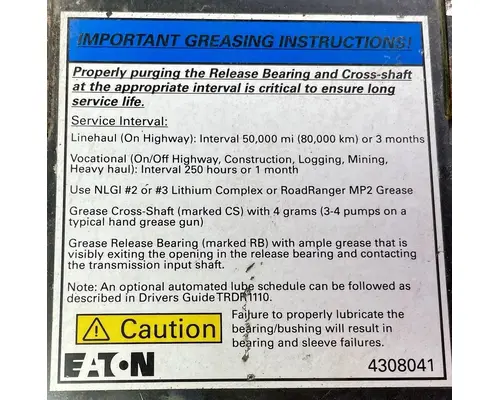 IMPORTANT GREASING INSTRUCTIONS!
Properly purging the Release Bearing and Cross-shaft
at the appropriate interval is critical to ensure long
service life.
Service Interval:
Linehaul (On Highway): Interval 50,000 mi (80,000 km) or 3 months
Vocational (On/Off Highway, Construction, Logging, Mining,
Heavy haul): Interval 250 hours or 1 month
Use NLGI #2 or #3 Lithium Complex or RoadRanger MP2 Grease
Grease Cross-Shaft (marked CS) with 4 grams (3-4 pumps on a
typical hand grease gun)
Grease Release Bearing (marked RB) with ample grease that is
visibly exiting the opening in the release bearing and contacting
the transmission input shaft.
Note: An optional automated lube schedule can be followed as
described in Drivers Guide TRDR1110.
Caution
Failure to properly lubricate the
bearing/bushing will result in
bearing and sleeve failures.
EATON
4308041